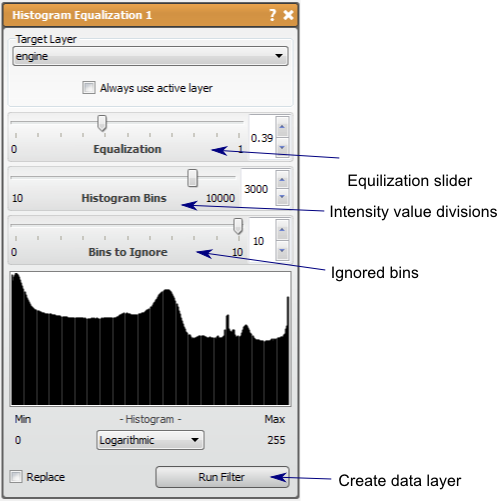 Histogram Equalization 1 ? ✖
Target Layer
engine
Always use active layer
0.39
0 Equalization 1
Equilization slider
3000
10 Histogram Bins 10000
Intensity value divisions
10
0 Bins to Ignore 10
Ignored bins
Min - Histogram - Max
0 Logarithmic 255
Replace Run Filter
Create data layer